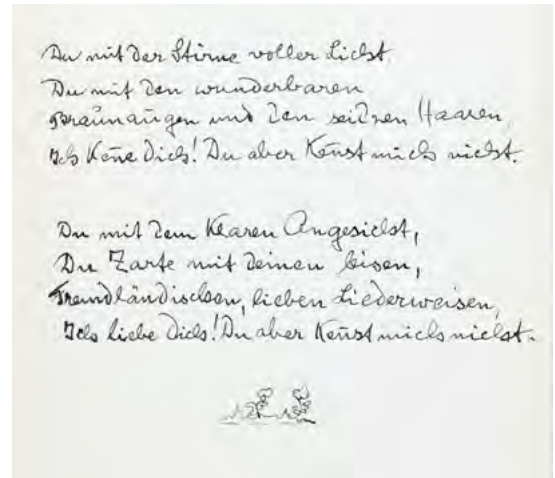 Du mit der Stirne voller Licht,
Du mit den wunderbaren
Braunaugen und den seidnen Haaren,
Ich kenne Dich! Du aber kennst mich nicht.
Du mit dem klaren Angesicht,
Du Zarte mit deinen leisen,
Fremdländischen, lieben Liederweisen,
Ich liebe Dich! Du aber kennst mich nicht.